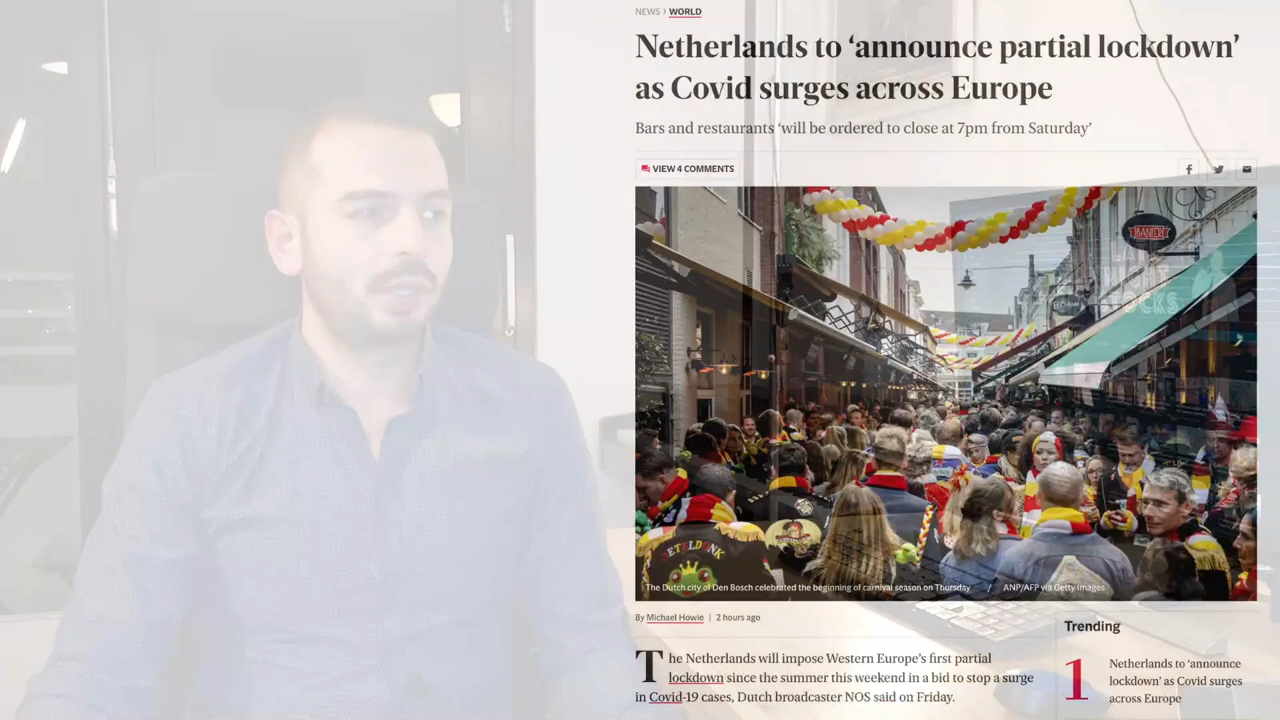 NEWS › WORLD
Netherlands to ‘announce partial lockdown’
as Covid surges across Europe
Bars and restaurants ‘will be ordered to close at 7pm from Saturday’
VIEW 4 COMMENTS
BANIER
OETELDONK
The Dutch city of Den Bosch celebrated the beginning of carnival season on Thursday / ANP/AFP via Getty Images
By Michael Howie | 2 hours ago
The Netherlands will impose Western Europe’s first partial
lockdown since the summer this weekend in a bid to stop a surge
in Covid-19 cases, Dutch broadcaster NOS said on Friday.
Trending
1
Netherlands to ‘announce
lockdown’ as Covid surges
across Europe